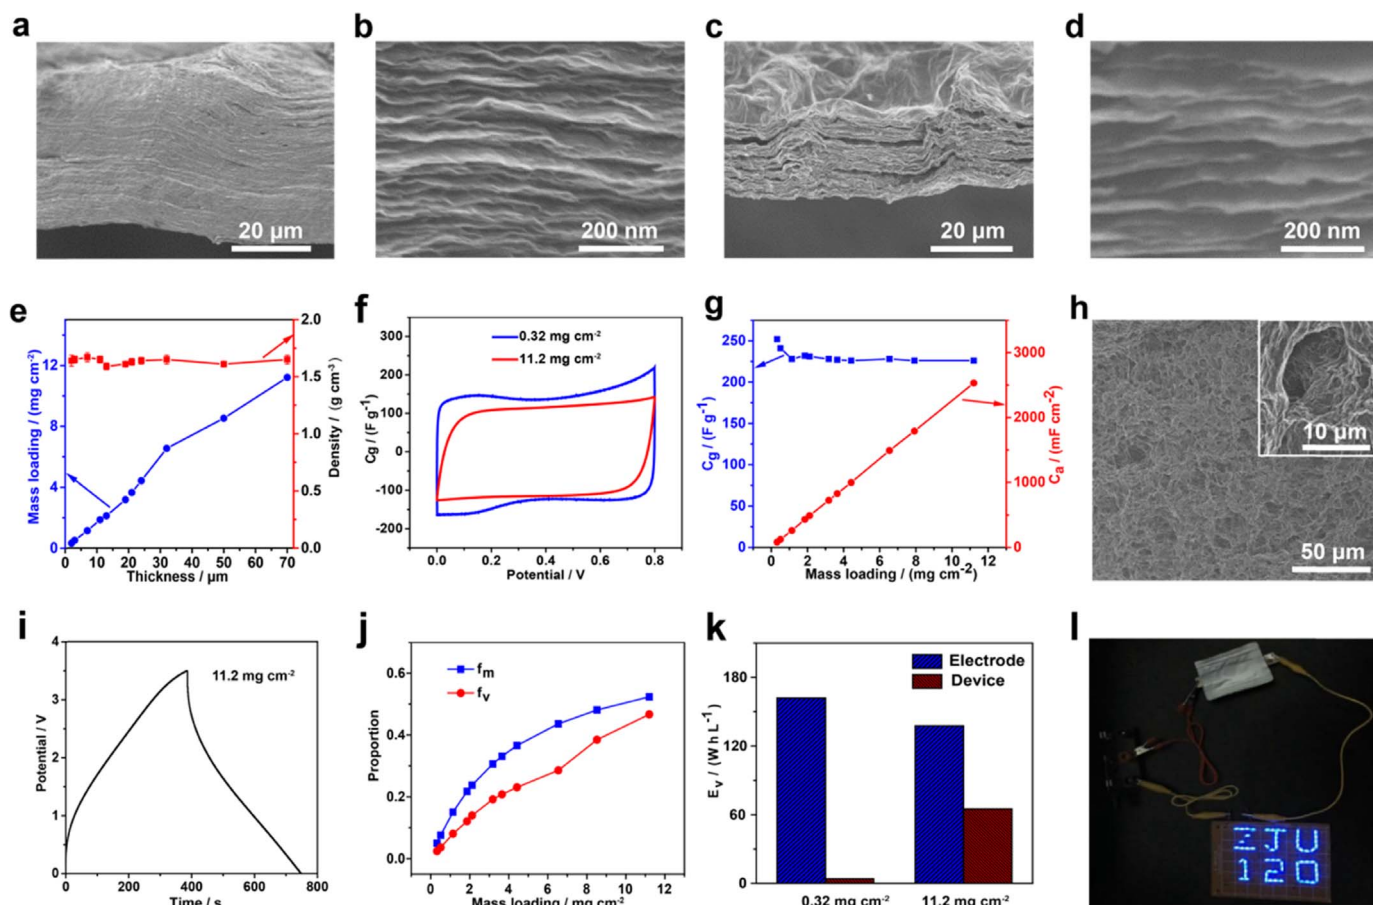 a
b
c
d
20 µm
200 nm
20 µm
200 nm
e
Mass loading / (mg cm⁻²)
12
8
4
0
2.0
1.5
1.0
0.5
0.0
Density / (g cm⁻³)
0 10 20 30 40 50 60 70
Thickness / µm
f
Cg / (F g⁻¹)
300
200
100
0
-100
-200
0.32 mg cm⁻²
11.2 mg cm⁻²
0.0 0.2 0.4 0.6 0.8
Potential / V
g
Cg / (F g⁻¹)
250
225
200
175
150
125
100
75
50
25
0
3000
2000
1000
0
Ca / (mF cm⁻²)
0 2 4 6 8 10 12
Mass loading / (mg cm⁻²)
h
10 µm
50 µm
i
Potential / V
4
3
2
1
0
11.2 mg cm⁻²
0 200 400 600 800
Time / s
j
Proportion
0.6
0.4
0.2
0.0
fm
fv
0 2 4 6 8 10 12
Mass loading / mg cm⁻²
k
Ev / (W h L⁻¹)
180
120
60
0
Electrode
Device
0.32 mg cm⁻²
11.2 mg cm⁻²
l
ZJU
120